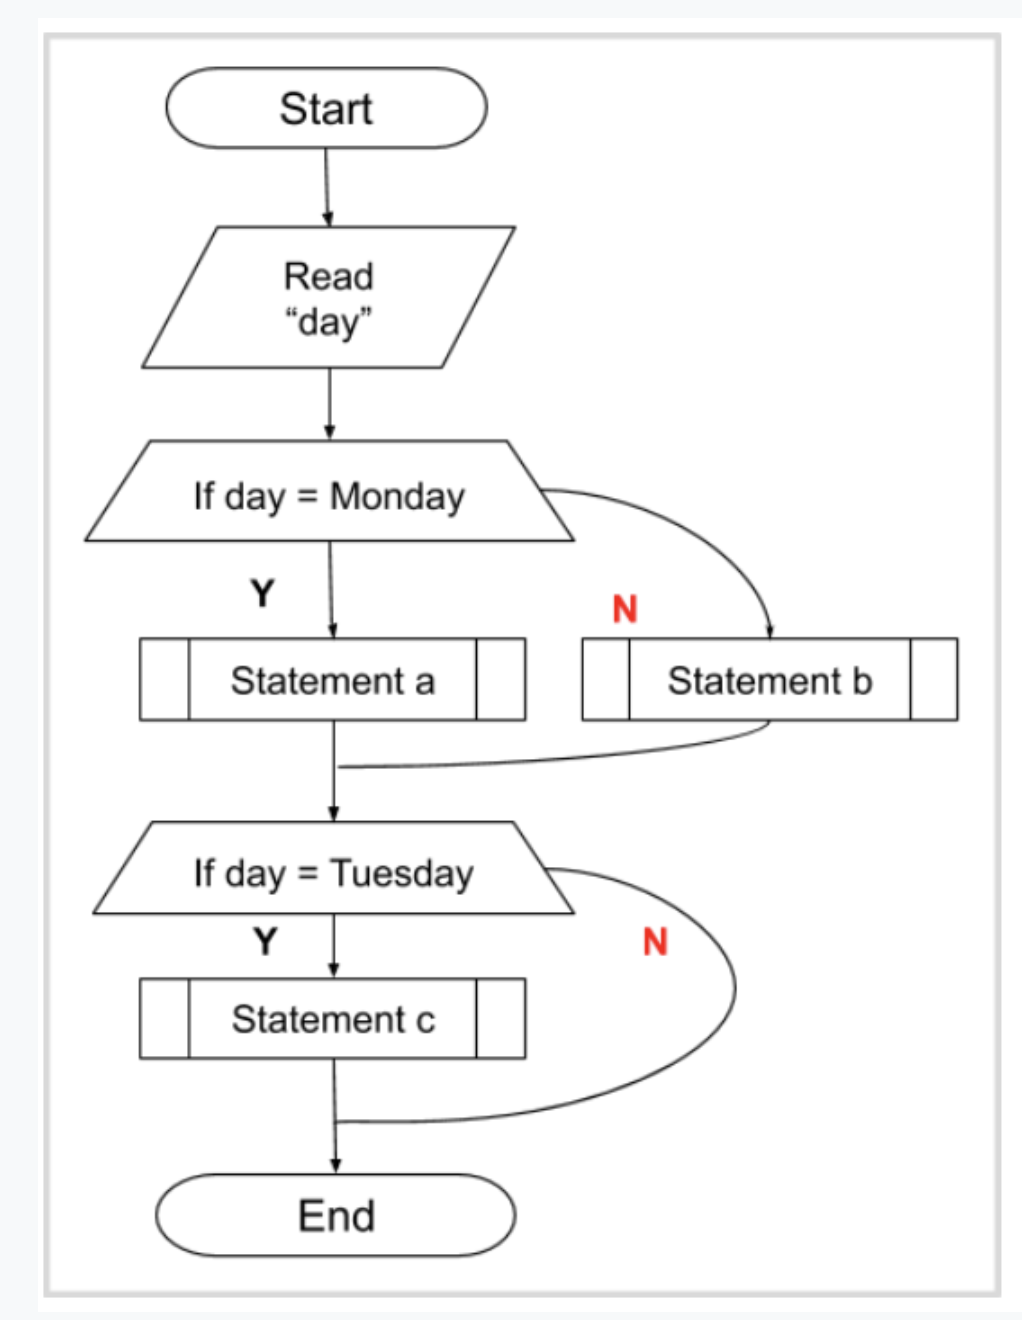 Start
Read
“day”
If day = Monday
Y
N
Statement a
Statement b
If day = Tuesday
Y
N
Statement c
End